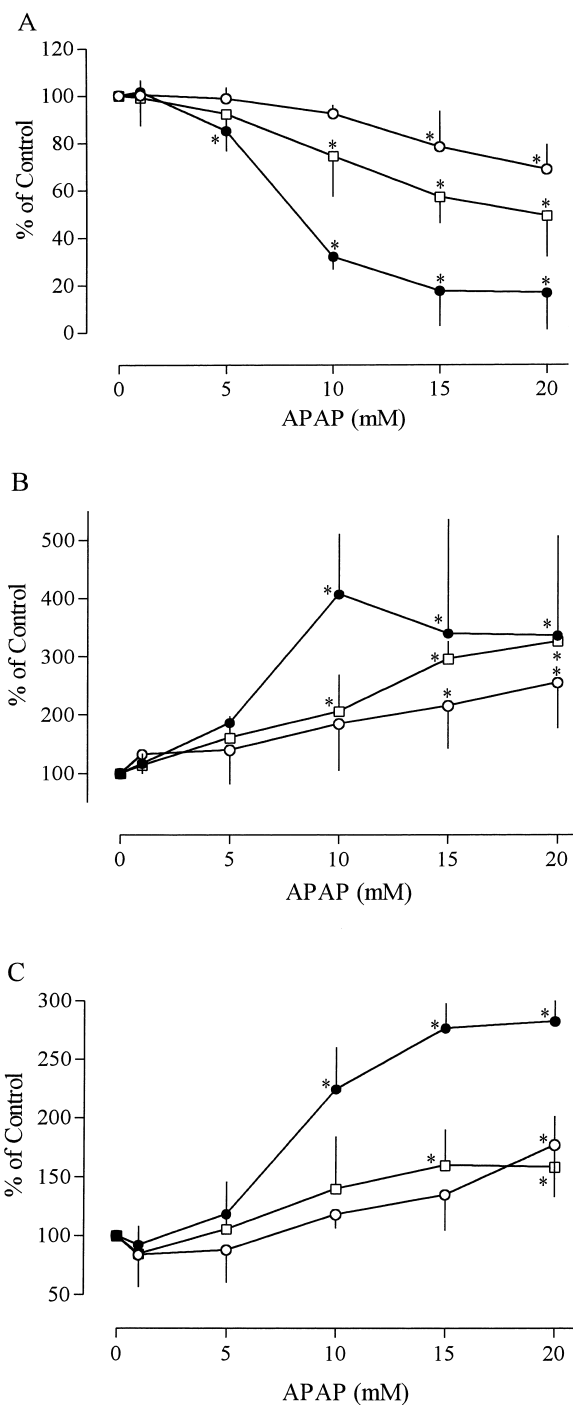 A
120
100
80
60
40
20
0
% of Control
* * * * * * * * *
0 5 10 15 20
APAP (mM)
B
500
400
300
200
100
% of Control
* * * * * * * *
0 5 10 15 20
APAP (mM)
C
300
250
200
150
100
50
% of Control
* * * * * *
0 5 10 15 20
APAP (mM)